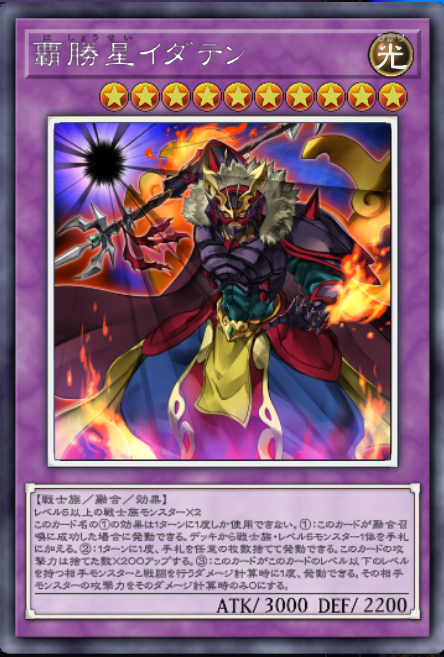 は しょう せい
覇勝星イダテン
ひかり
光
【戦士族／融合／効果】
レベル5以上の戦士族モンスター×2
このカード名の①の効果は1ターンに1度しか使用できない。①：このカードが融合召
喚に成功した場合に発動できる。デッキから戦士族・レベル5モンスター1体を手札
に加える。②：1ターンに1度、手札を任意の枚数捨てて発動できる。このカードの攻
撃力は捨てた数×200アップする。③：このカードがこのカードのレベル以下のレベル
を持つ相手モンスターと戦闘を行うダメージ計算時に1度、発動できる。その相手
モンスターの攻撃力をそのダメージ計算時のみ0にする。
ATK/ 3000 DEF/ 2200